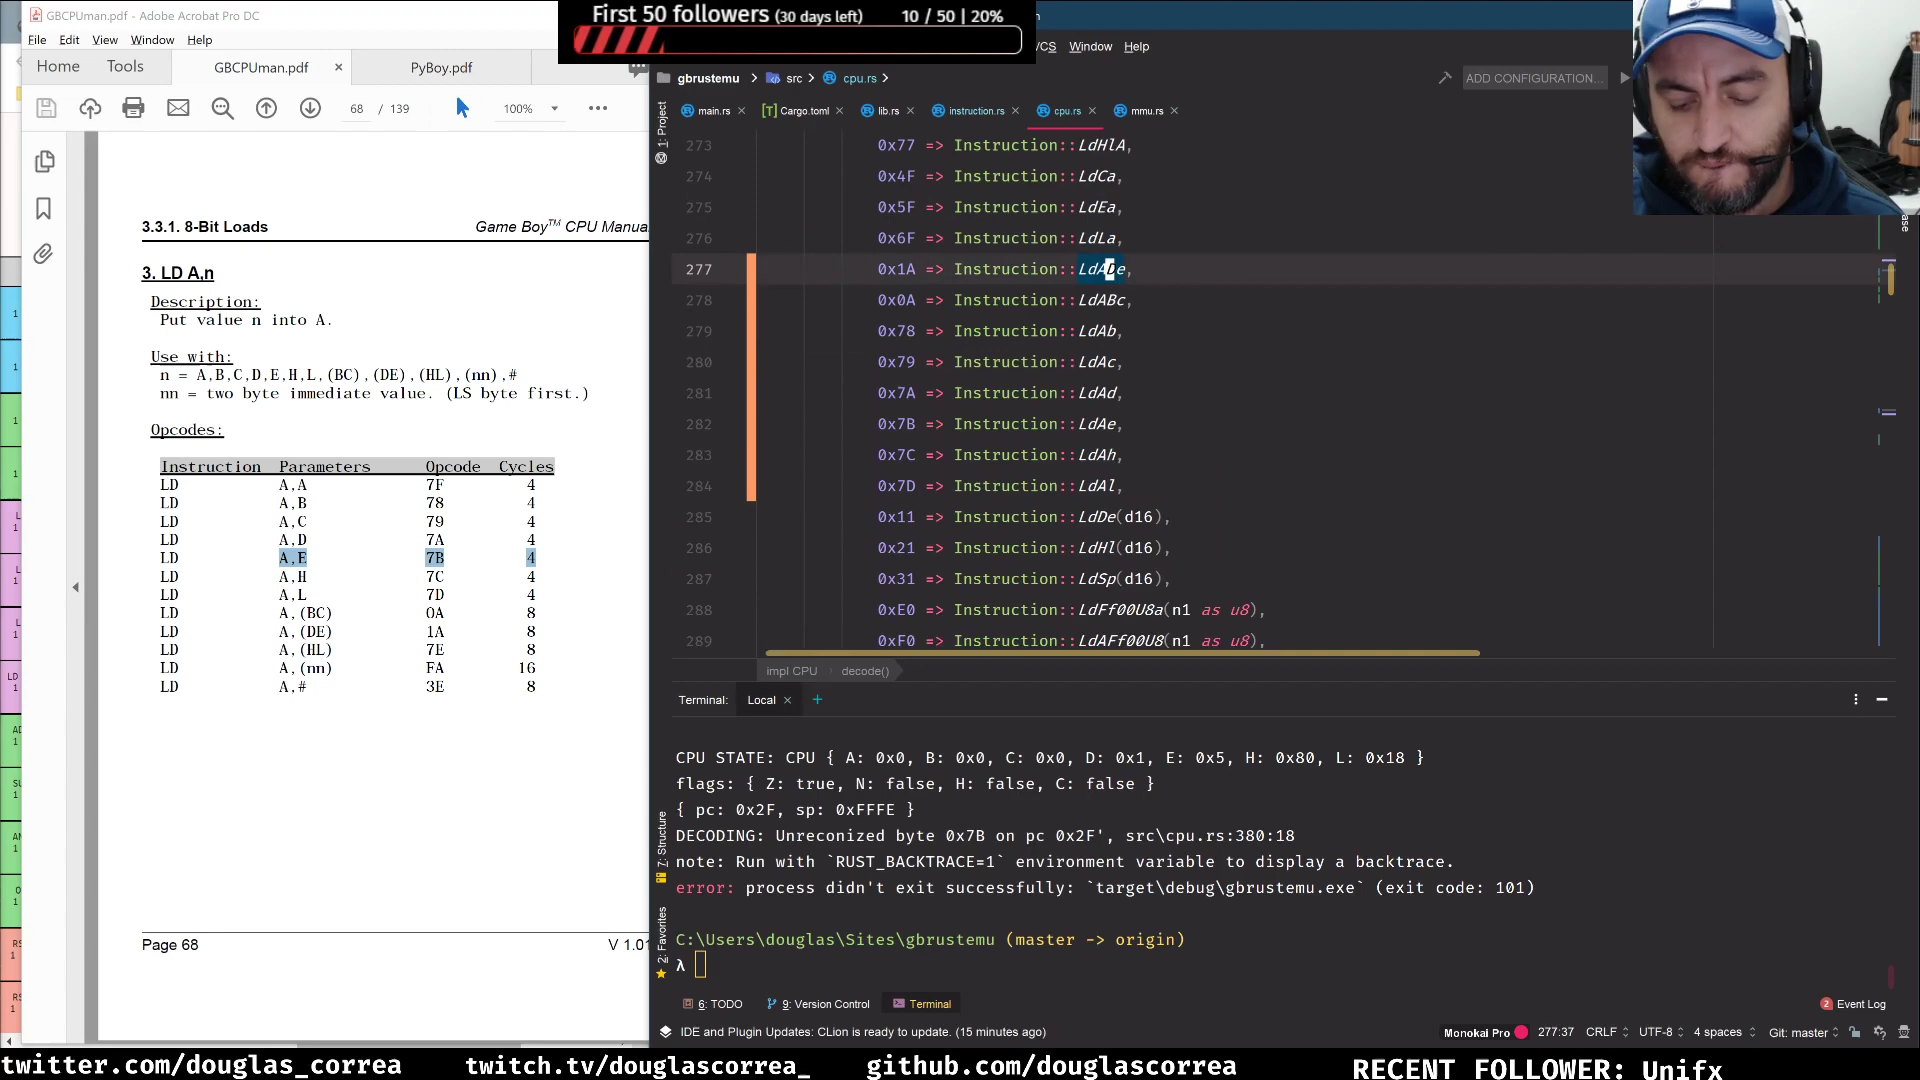 GBCPUman.pdf - Adobe Acrobat Pro DC
File Edit View Window Help
Home Tools GBCPUman.pdf × PyBoy.pdf
68 / 139 100%
3.3.1. 8-Bit Loads Game Boy™ CPU Manua
3. LD A,n
Description:
Put value n into A.
Use with:
n = A,B,C,D,E,H,L,(BC),(DE),(HL),(nn),#
nn = two byte immediate value. (LS byte first.)
Opcodes:
Instruction Parameters Opcode Cycles
LD A,A 7F 4
LD A,B 78 4
LD A,C 79 4
LD A,D 7A 4
LD A,E 7B 4
LD A,H 7C 4
LD A,L 7D 4
LD A,(BC) 0A 8
LD A,(DE) 1A 8
LD A,(HL) 7E 8
LD A,(nn) FA 16
LD A,# 3E 8
Page 68 V 1.01
First 50 followers (30 days left) 10 / 50 | 20%
VCS Window Help
gbrustemu src cpu.rs
ADD CONFIGURATION...
main.rs × Cargo.toml × lib.rs × instruction.rs × cpu.rs × mmu.rs ×
1: Project
273 0x77 => Instruction::LdHlA,
274 0x4F => Instruction::LdCa,
275 0x5F => Instruction::LdEa,
276 0x6F => Instruction::LdLa,
277 0x1A => Instruction::LdADe,
278 0x0A => Instruction::LdABc,
279 0x78 => Instruction::LdAb,
280 0x79 => Instruction::LdAc,
281 0x7A => Instruction::LdAd,
282 0x7B => Instruction::LdAe,
283 0x7C => Instruction::LdAh,
284 0x7D => Instruction::LdAl,
285 0x11 => Instruction::LdDe(d16),
286 0x21 => Instruction::LdHl(d16),
287 0x31 => Instruction::LdSp(d16),
288 0xE0 => Instruction::LdFf00U8a(n1 as u8),
289 0xF0 => Instruction::LdAFf00U8(n1 as u8),
impl CPU decode()
Terminal: Local × +
CPU STATE: CPU { A: 0x0, B: 0x0, C: 0x0, D: 0x1, E: 0x5, H: 0x80, L: 0x18 }
flags: { Z: true, N: false, H: false, C: false }
{ pc: 0x2F, sp: 0xFFFE }
DECODING: Unreconized byte 0x7B on pc 0x2F', src\cpu.rs:380:18
note: Run with `RUST_BACKTRACE=1` environment variable to display a backtrace.
error: process didn't exit successfully: `target\debug\gbrustemu.exe` (exit code: 101)
C:\Users\douglas\Sites\gbrustemu (master -> origin)
λ
7: Structure
2: Favorites
6: TODO 9: Version Control Terminal 2 Event Log
IDE and Plugin Updates: CLion is ready to update. (15 minutes ago) Monokai Pro 277:37 CRLF UTF-8 4 spaces Git: master
twitter.com/douglas_correa twitch.tv/douglascorrea_ github.com/douglascorrea RECENT FOLLOWER: Unifx